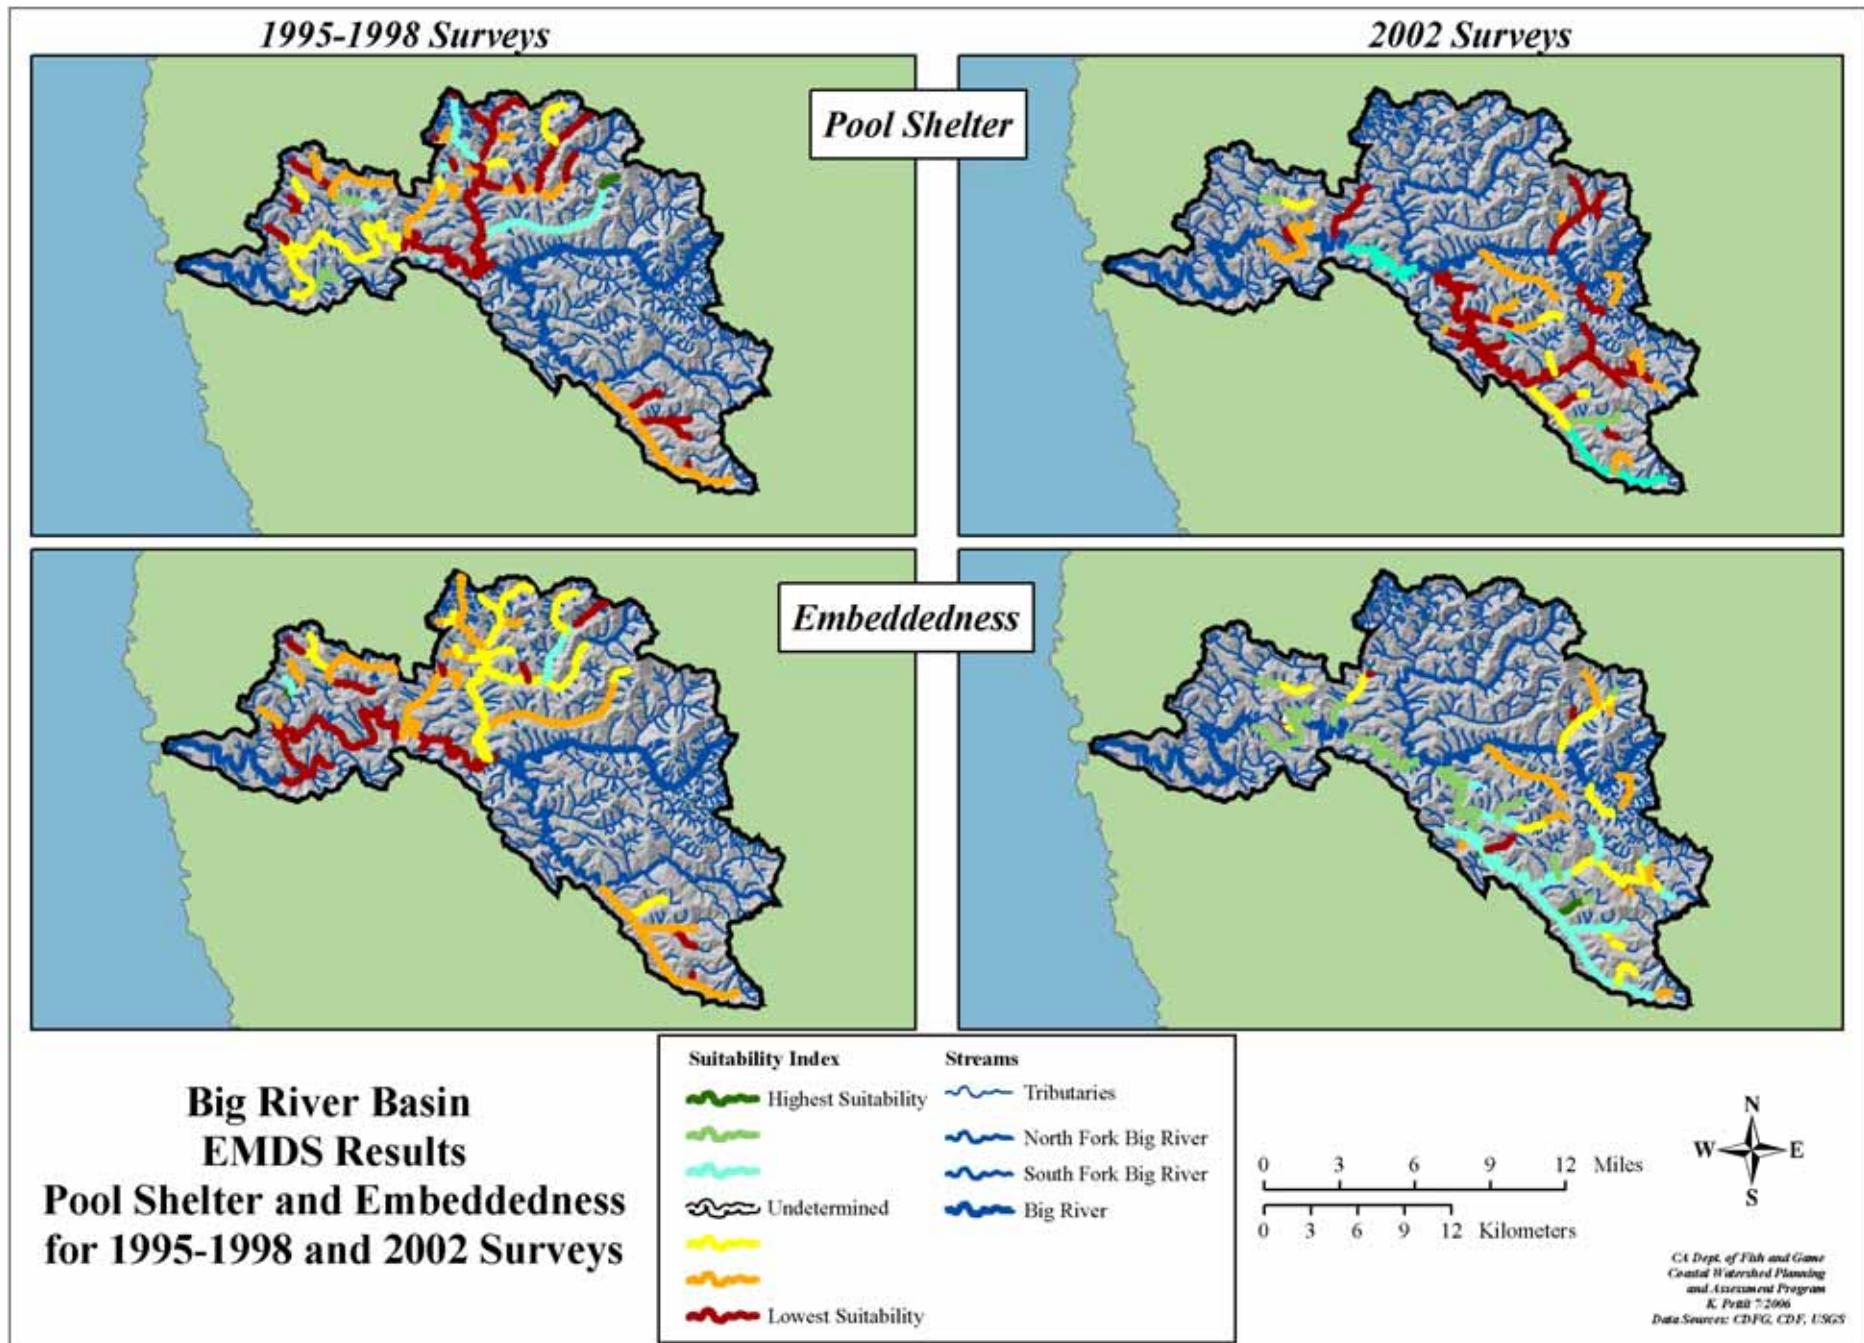 1995-1998 Surveys
2002 Surveys
Pool Shelter
Embeddedness
Big River Basin
EMDS Results
Pool Shelter and Embeddedness
for 1995-1998 and 2002 Surveys
Suitability Index
Highest Suitability
Undetermined
Lowest Suitability
Streams
Tributaries
North Fork Big River
South Fork Big River
Big River
0 3 6 9 12 Miles
0 3 6 9 12 Kilometers
N
W E
S
CA Dept. of Fish and Game
Coastal Watershed Planning
and Assessment Program
K. Pettit 7/2006
Data Sources: CDFG, CDF, USGS